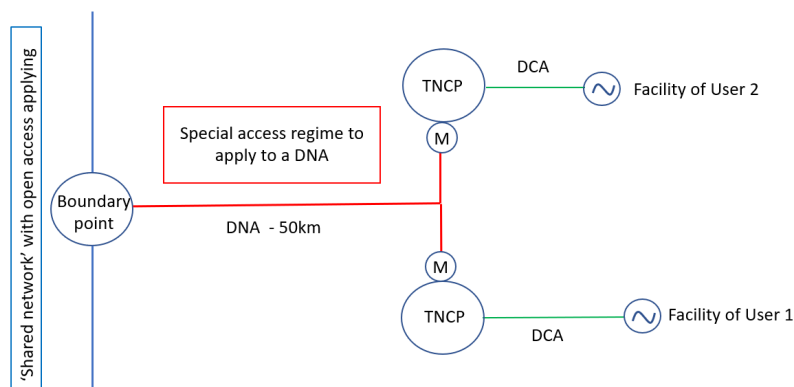 'Shared network' with open access applying
Boundary
point
Special access regime to
apply to a DNA
DNA - 50km
TNCP
M
DCA
Facility of User 2
M
TNCP
DCA
Facility of User 1